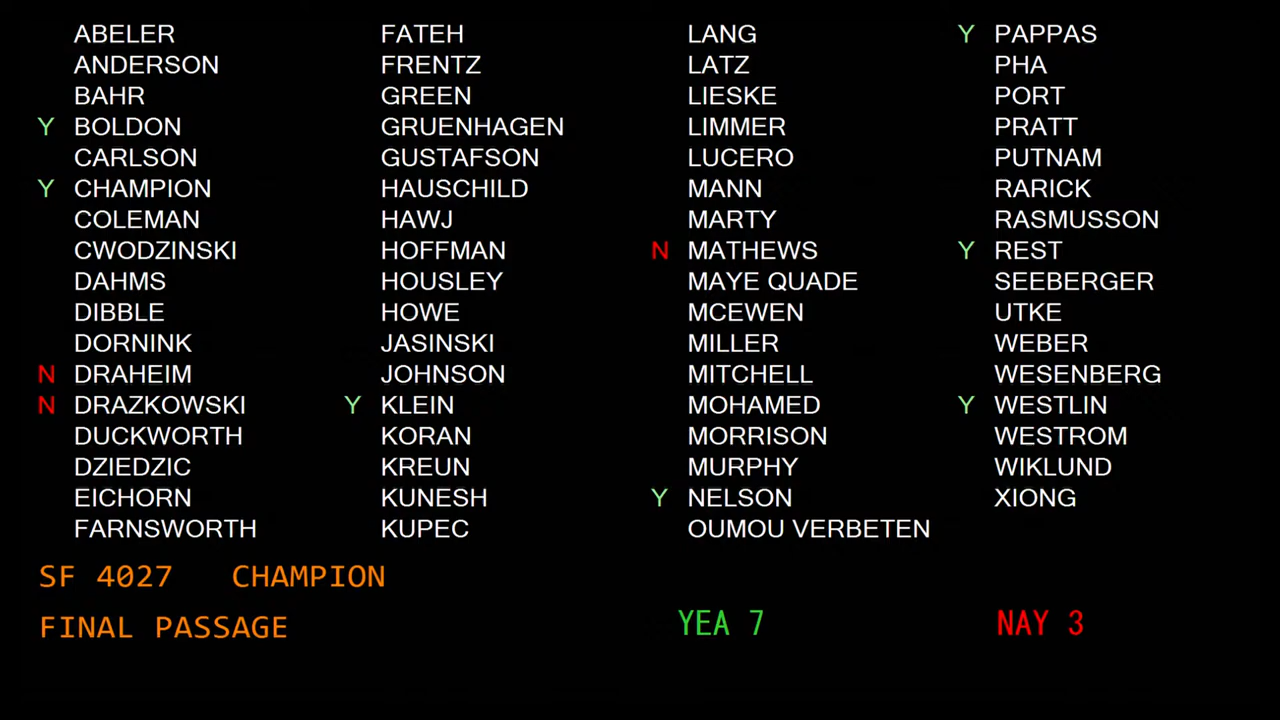 ABELER FATEH LANG Y PAPPAS
ANDERSON FRENTZ LATZ PHA
BAHR GREEN LIESKE PORT
Y BOLDON GRUENHAGEN LIMMER PRATT
CARLSON GUSTAFSON LUCERO PUTNAM
Y CHAMPION HAUSCHILD MANN RARICK
COLEMAN HAWJ MARTY RASMUSSON
CWODZINSKI HOFFMAN N MATHEWS Y REST
DAHMS HOUSLEY MAYE QUADE SEEBERGER
DIBBLE HOWE MCEWEN UTKE
DORNINK JASINSKI MILLER WEBER
N DRAHEIM JOHNSON MITCHELL WESENBERG
N DRAZKOWSKI Y KLEIN MOHAMED Y WESTLIN
DUCKWORTH KORAN MORRISON WESTROM
DZIEDZIC KREUN MURPHY WIKLUND
EICHORN KUNESH Y NELSON XIONG
FARNSWORTH KUPEC OUMOU VERBETEN
SF 4027 CHAMPION
FINAL PASSAGE YEA 7 NAY 3